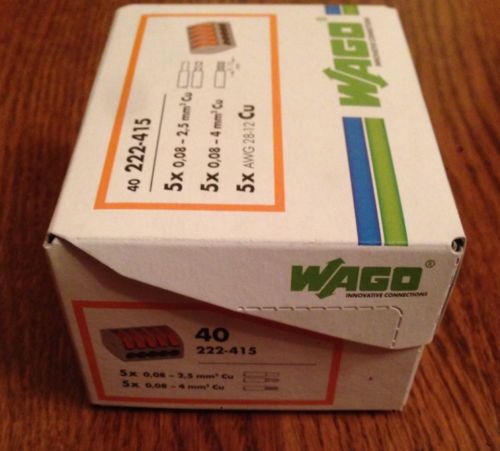 WAGO®
INNOVATIVE CONNECTIONS
40 222-415
5x 0,08 – 2,5 mm² Cu
5x 0,08 – 4 mm² Cu
5x AWG 28-12 Cu
WAGO®
INNOVATIVE CONNECTIONS
40
222-415
5x 0,08 – 2,5 mm² Cu
5x 0,08 – 4 mm² Cu